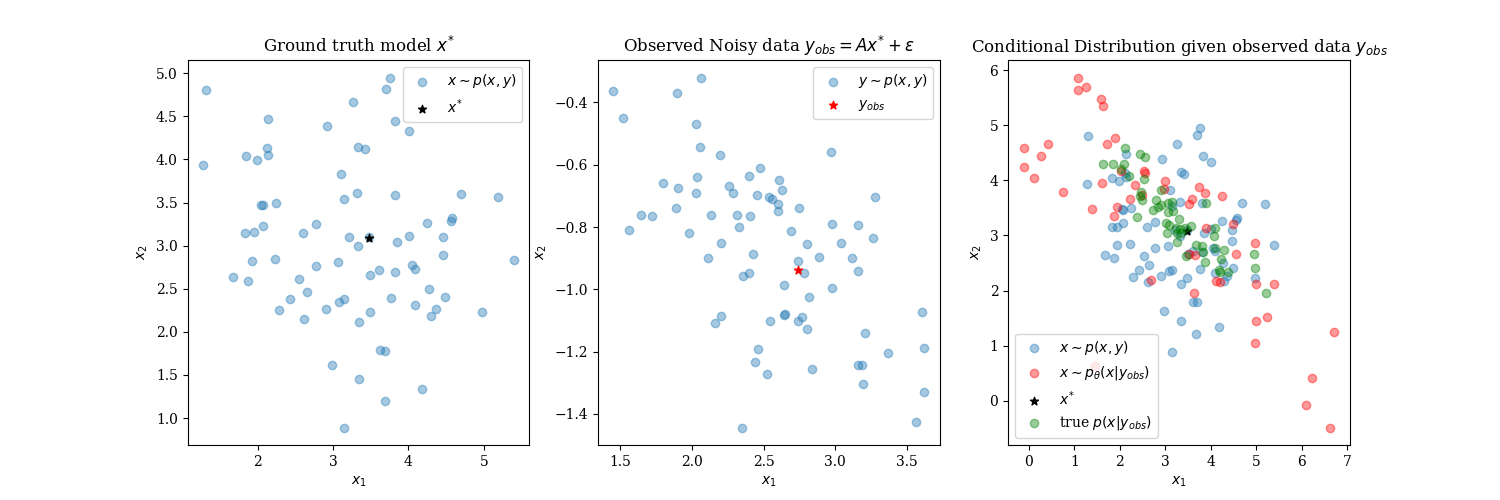 Ground truth model x*
x ~ p(x, y)
x*
5.0
4.5
4.0
3.5
3.0
2.5
2.0
1.5
1.0
x₂
2 3 4 5
x₁
Observed Noisy data y_obs = Ax* + ε
y ~ p(x, y)
y_obs
−0.4
−0.6
−0.8
−1.0
−1.2
−1.4
x₂
1.5 2.0 2.5 3.0 3.5
x₁
Conditional Distribution given observed data y_obs
6
5
4
3
2
1
0
x₂
x ~ p(x, y)
x ~ p_θ(x|y_obs)
x*
true p(x|y_obs)
0 1 2 3 4 5 6 7
x₁